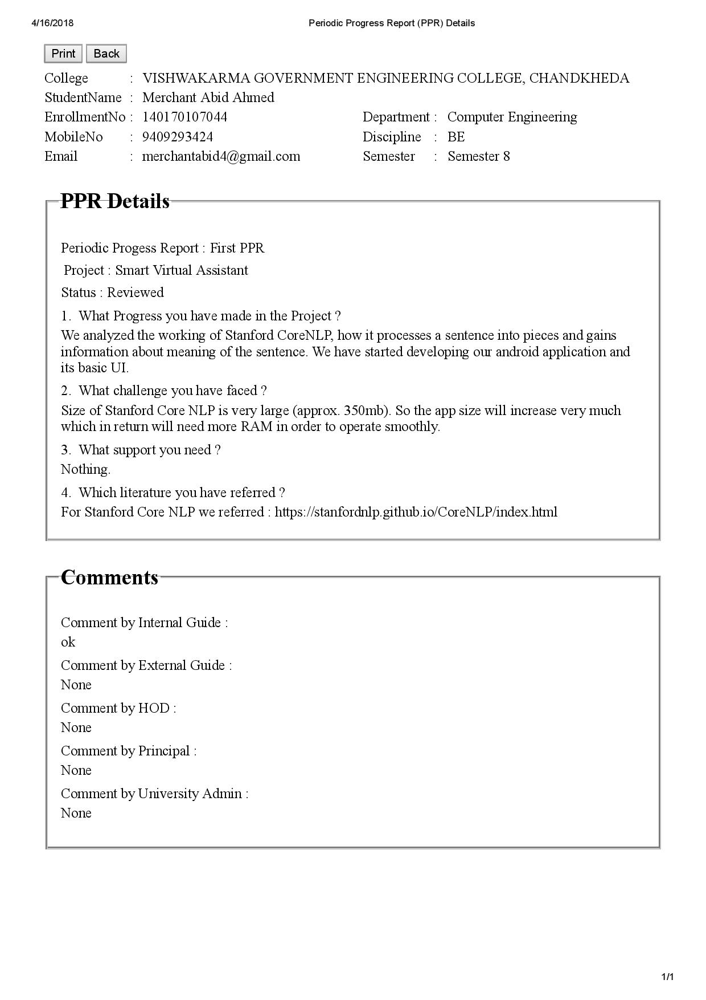 4/16/2018 Periodic Progress Report (PPR) Details
Print Back
College : VISHWAKARMA GOVERNMENT ENGINEERING COLLEGE, CHANDKHEDA
StudentName : Merchant Abid Ahmed
EnrollmentNo : 140170107044 Department : Computer Engineering
MobileNo : 9409293424 Discipline : BE
Email : merchantabid4@gmail.com Semester : Semester 8
PPR Details
Periodic Progess Report : First PPR
Project : Smart Virtual Assistant
Status : Reviewed
1. What Progress you have made in the Project ?
We analyzed the working of Stanford CoreNLP, how it processes a sentence into pieces and gains
information about meaning of the sentence. We have started developing our android application and
its basic UI.
2. What challenge you have faced ?
Size of Stanford Core NLP is very large (approx. 350mb). So the app size will increase very much
which in return will need more RAM in order to operate smoothly.
3. What support you need ?
Nothing.
4. Which literature you have referred ?
For Stanford Core NLP we referred : https://stanfordnlp.github.io/CoreNLP/index.html
Comments
Comment by Internal Guide :
ok
Comment by External Guide :
None
Comment by HOD :
None
Comment by Principal :
None
Comment by University Admin :
None
1/1